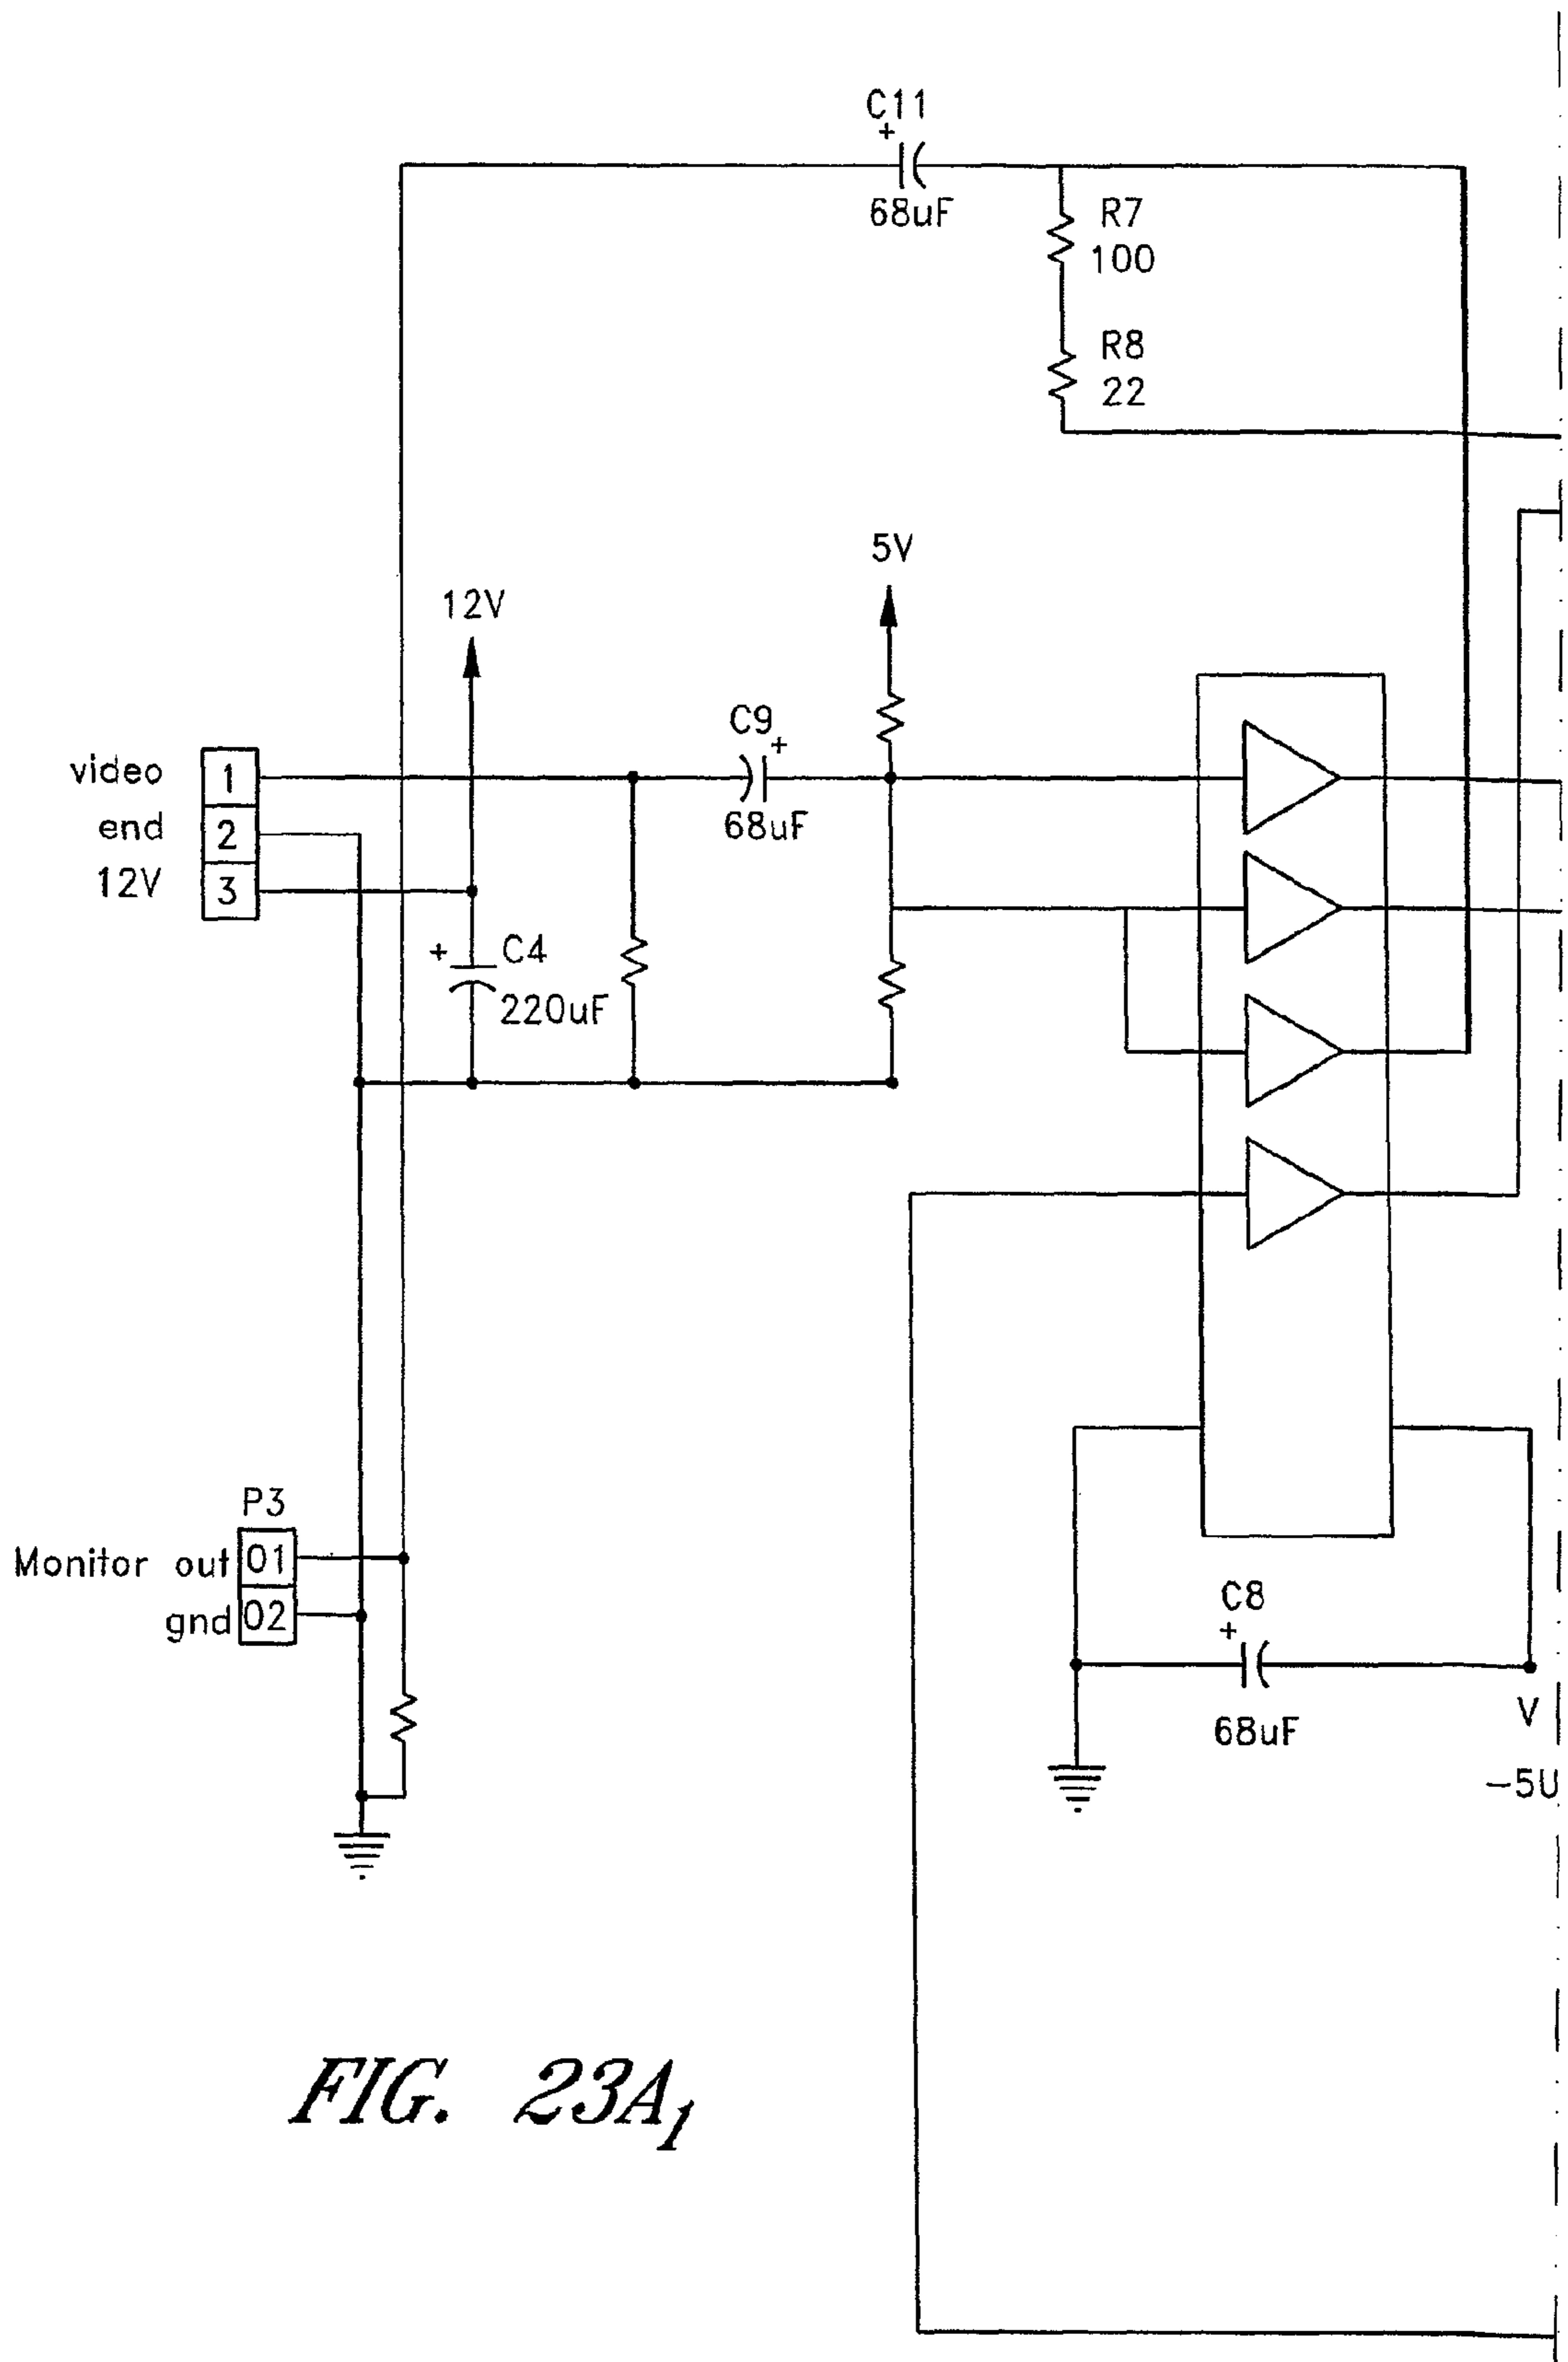 C11
+
68uF
R7
100
R8
22
5V
12V
C9
+
68uF
video 1
end 2
12V 3
+ C4
220uF
P3
Monitor out 01
gnd 02
C8
+
68uF
V
-5U
FIG. 23A1